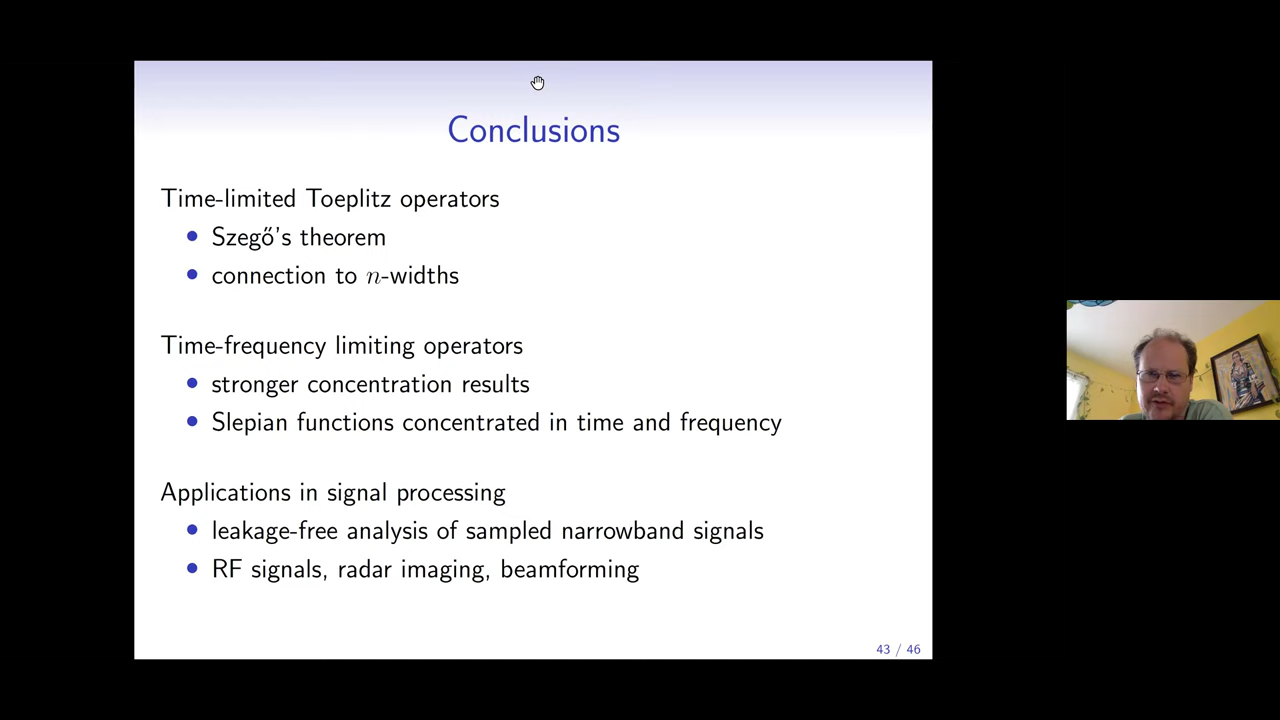 Conclusions
Time-limited Toeplitz operators
• Szegő's theorem
• connection to n-widths
Time-frequency limiting operators
• stronger concentration results
• Slepian functions concentrated in time and frequency
Applications in signal processing
• leakage-free analysis of sampled narrowband signals
• RF signals, radar imaging, beamforming
43 / 46